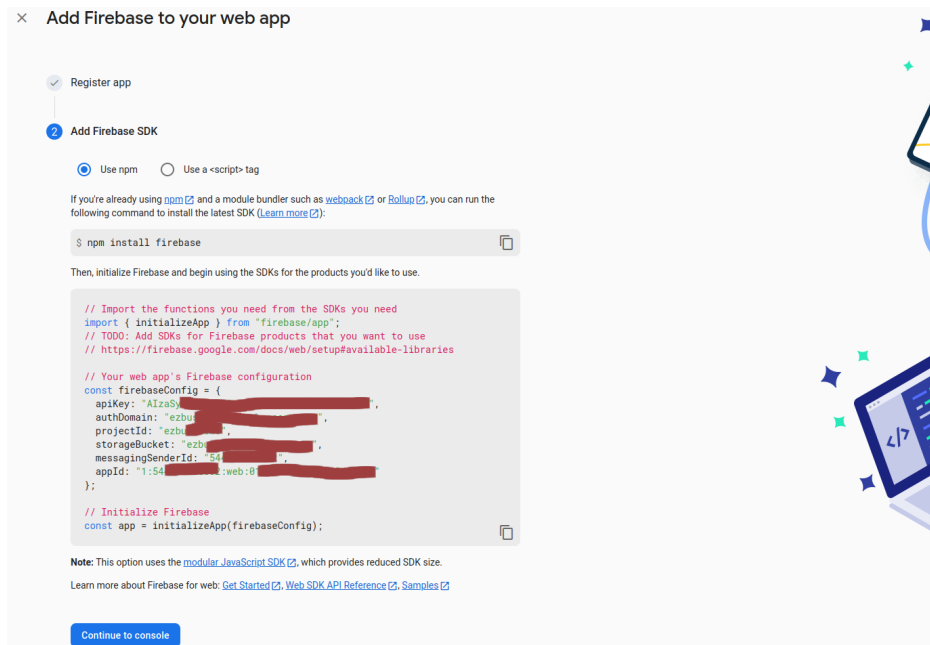 Add Firebase to your web app
Register app
2 Add Firebase SDK
Use npm Use a <script> tag
If you're already using npm and a module bundler such as webpack or Rollup, you can run the
following command to install the latest SDK (Learn more):
$ npm install firebase
Then, initialize Firebase and begin using the SDKs for the products you'd like to use.
// Import the functions you need from the SDKs you need
import { initializeApp } from "firebase/app";
// TODO: Add SDKs for Firebase products that you want to use
// https://firebase.google.com/docs/web/setup#available-libraries
// Your web app's Firebase configuration
const firebaseConfig = {
apiKey: "AIzaSy",
authDomain: "ezbu",
projectId: "ezbu",
storageBucket: "ezbu",
messagingSenderId: "54",
appId: "1:54 2:web:0"
};
// Initialize Firebase
const app = initializeApp(firebaseConfig);
Note: This option uses the modular JavaScript SDK, which provides reduced SDK size.
Learn more about Firebase for web: Get Started, Web SDK API Reference, Samples
Continue to console